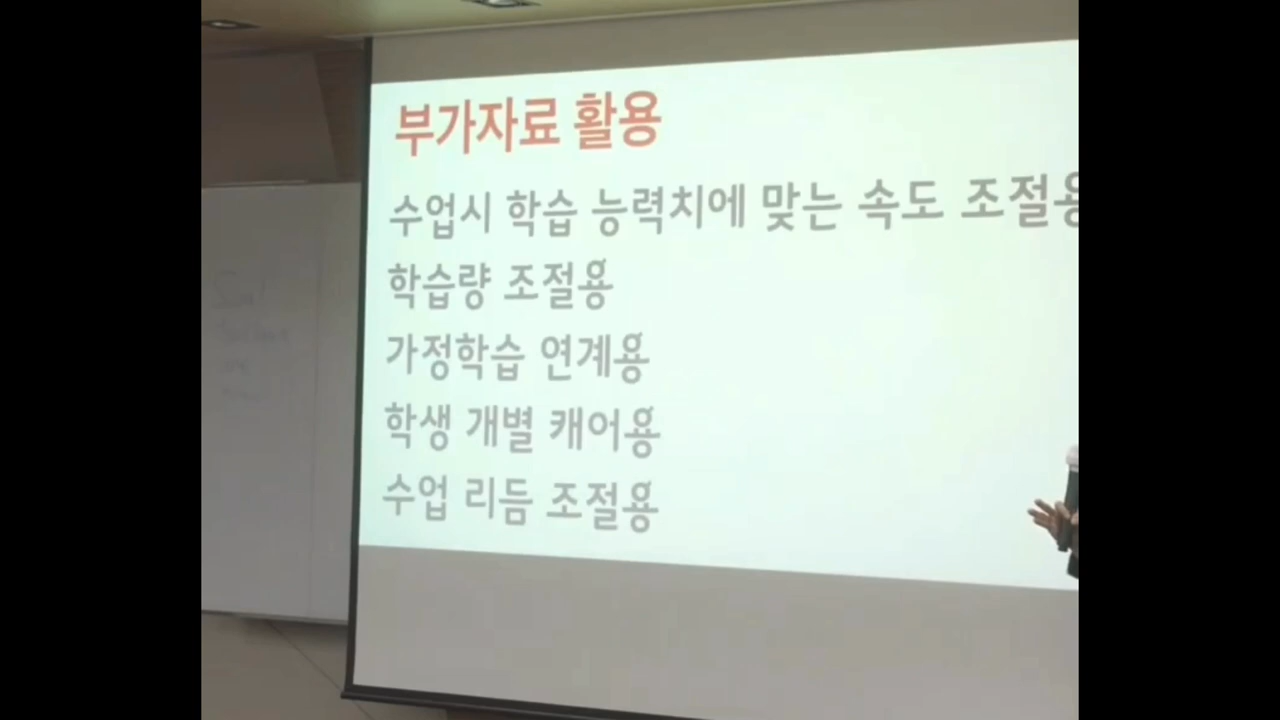 부가자료 활용
수업시 학습 능력치에 맞는 속도 조절용
학습량 조절용
가정학습 연계용
학생 개별 캐어용
수업 리듬 조절용